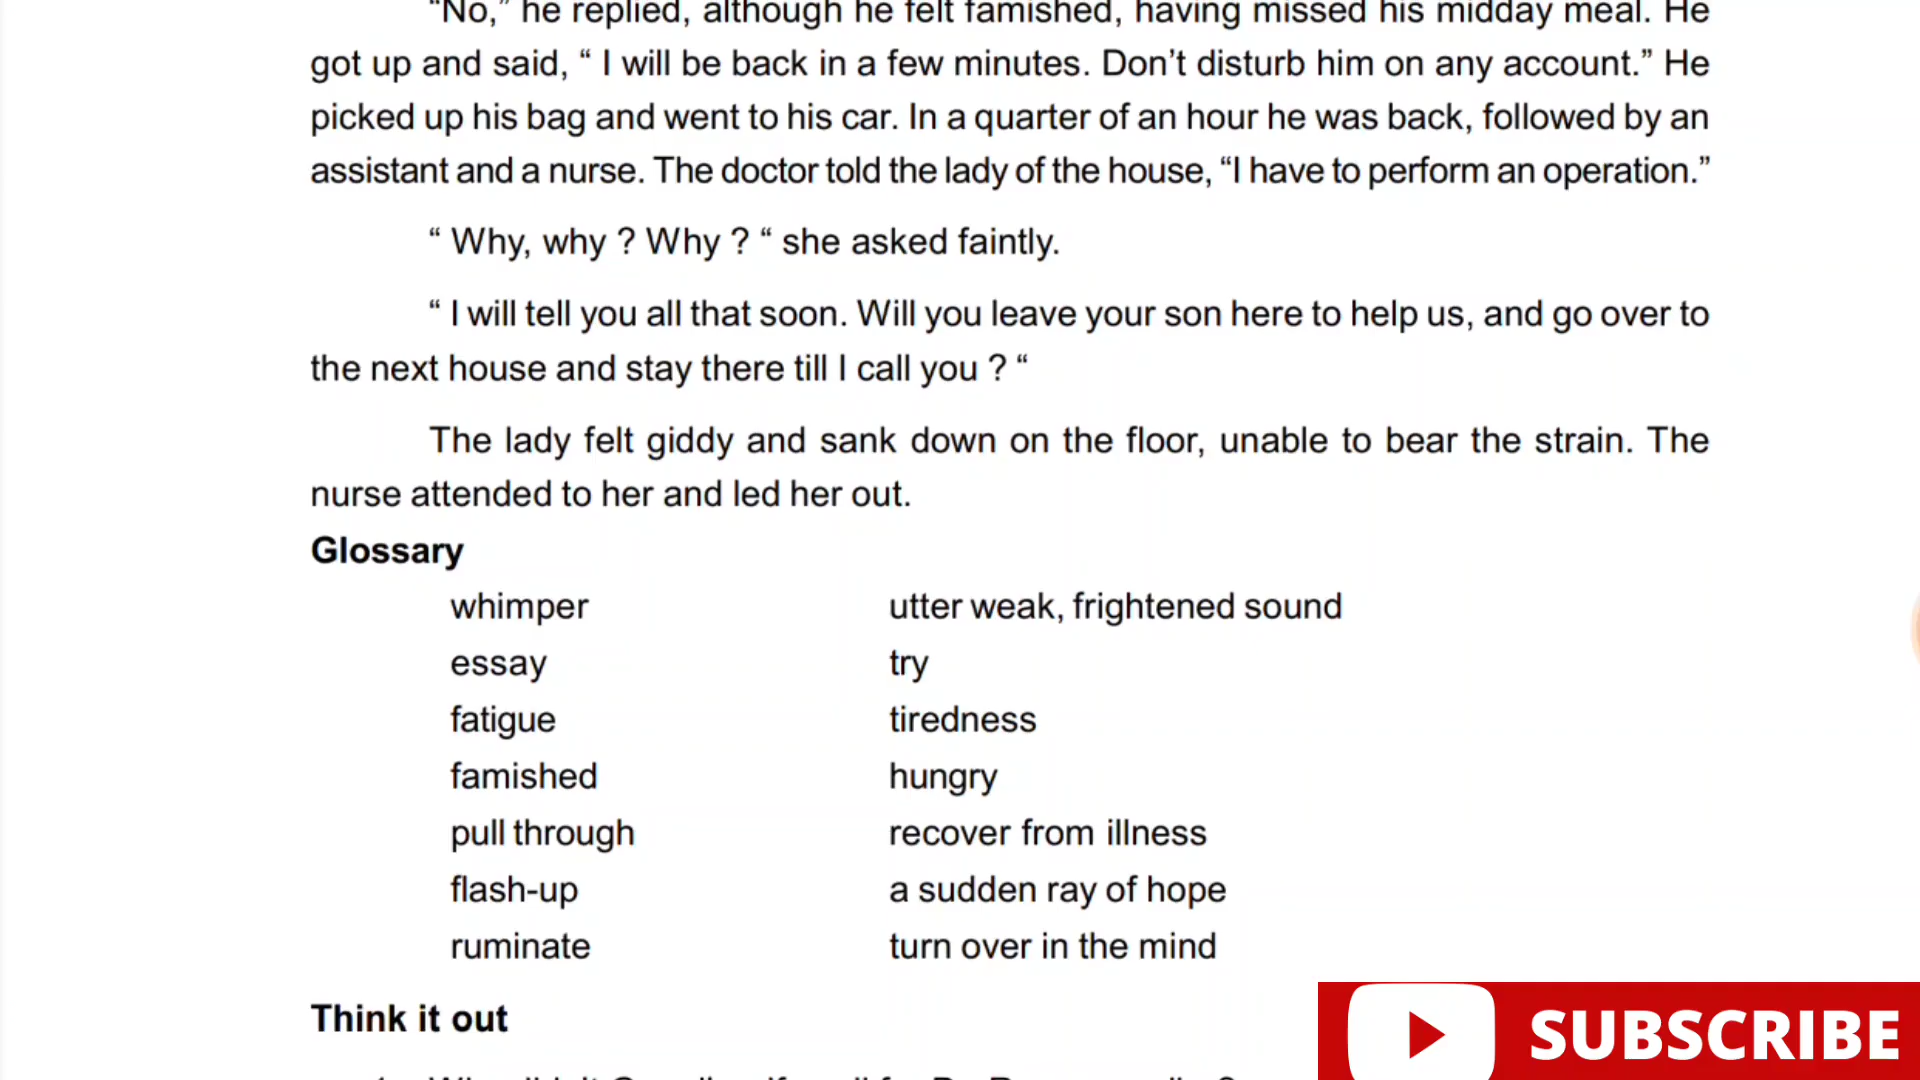 “No,” he replied, although he felt famished, having missed his midday meal. He
got up and said, “ I will be back in a few minutes. Don’t disturb him on any account.” He
picked up his bag and went to his car. In a quarter of an hour he was back, followed by an
assistant and a nurse. The doctor told the lady of the house, “I have to perform an operation.”
“ Why, why ? Why ? “ she asked faintly.
“ I will tell you all that soon. Will you leave your son here to help us, and go over to
the next house and stay there till I call you ? “
The lady felt giddy and sank down on the floor, unable to bear the strain. The
nurse attended to her and led her out.
Glossary
whimper utter weak, frightened sound
essay try
fatigue tiredness
famished hungry
pull through recover from illness
flash-up a sudden ray of hope
ruminate turn over in the mind
Think it out
SUBSCRIBE